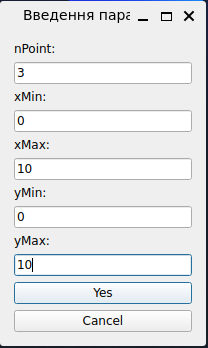 Введення пара
nPoint:
3
xMin:
0
xMax:
10
yMin:
0
yMax:
10
Yes
Cancel